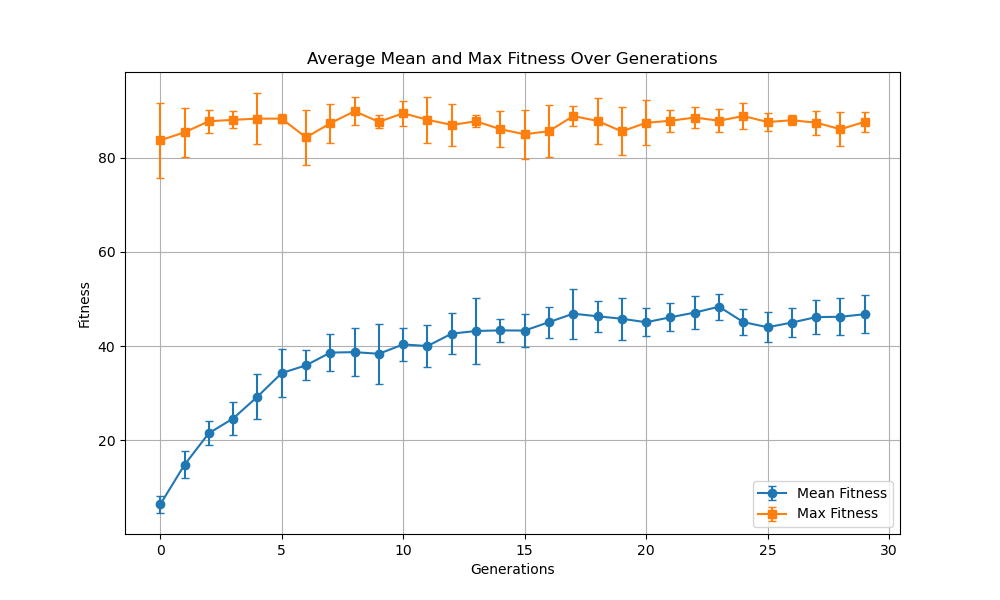 Average Mean and Max Fitness Over Generations
Fitness
80
60
40
20
0 5 10 15 20 25 30
Generations
Mean Fitness
Max Fitness